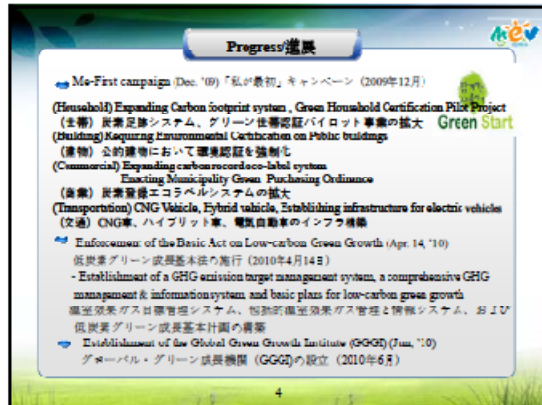 mev
Progress/進展
Me-First campaign (Dec. '09)「私が最初」キャンペーン（2009年12月）
(Household) Expanding Carbon footprint system , Green Household Certification Pilot Project
（世帯）炭素足跡システム、グリーン世帯認証パイロット事業の拡大
Green Start
(Building) Requiring Environmental Certification on Public buildings
（建物）公的建物において環境認証を強制化
(Commercial) Expanding carbon record eco-label system
Enacting Municipality Green Purchasing Ordinance
（商業）炭素登録エコラベルシステムの拡大
(Transportation) CNG Vehicle, Hybrid vehicle, Establishing infrastructure for electric vehicles
（交通）CNG車、ハイブリット車、電気自動車のインフラ構築
Enforcement of the Basic Act on Low-carbon Green Growth (Apr. 14, '10)
低炭素グリーン成長基本法の施行（2010年4月14日）
- Establishment of a GHG emission target management system, a comprehensive GHG
management & information system, and basic plans for low-carbon green growth
温室効果ガス目標管理システム、包括的温室効果ガス管理と情報システム、および
低炭素グリーン成長基本計画の構築
Establishment of the Global Green Growth Institute (GGGI) (Jun, '10)
グローバル・グリーン成長機関（GGGI)の設立（2010年6月）
4